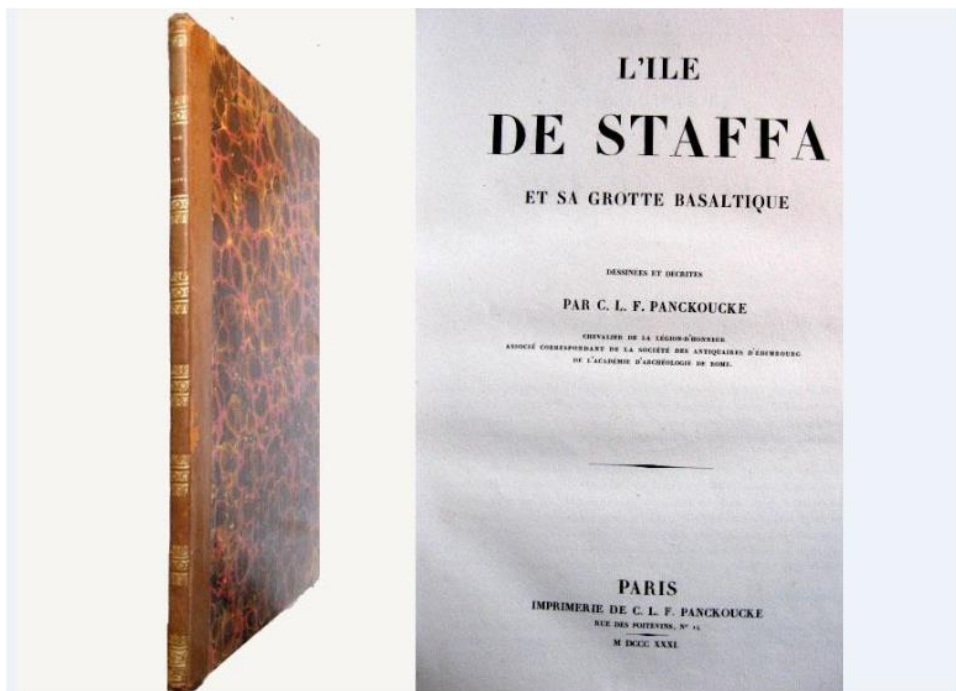 L'ILE
DE STAFFA
ET SA GROTTE BASALTIQUE
DESSINÉES ET DÉCRITES
PAR C. L. F. PANCKOUCKE
CHEVALIER DE LA LÉGION-D'HONNEUR
ASSOCIÉ CORRESPONDANT DE LA SOCIÉTÉ DES ANTIQUAIRES D'ÉDIMBOURG
DE L'ACADÉMIE D'ARCHÉOLOGIE DE ROME.
PARIS
IMPRIMERIE DE C. L. F. PANCKOUCKE
RUE DES POITEVINS, Nº
M DCCC XXXI